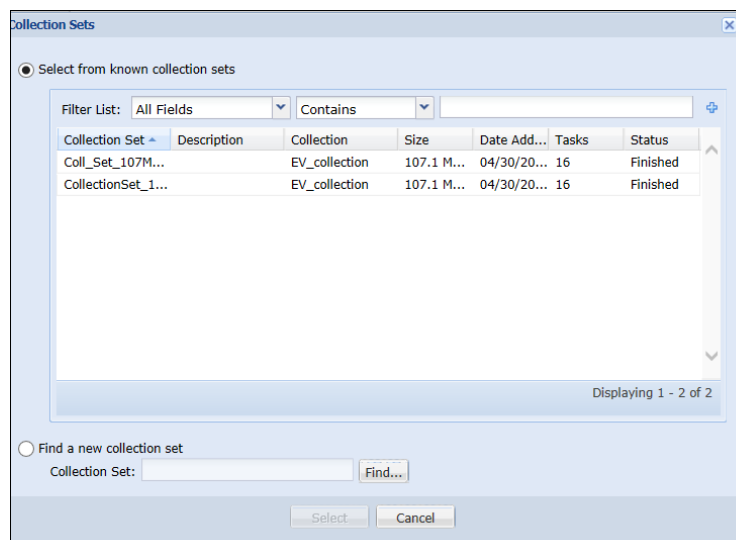 Collection Sets
Select from known collection sets
Filter List: All Fields Contains
Collection Set Description Collection Size Date Add... Tasks Status
Coll_Set_107M... EV_collection 107.1 M... 04/30/20... 16 Finished
CollectionSet_1... EV_collection 107.1 M... 04/30/20... 16 Finished
Displaying 1 - 2 of 2
Find a new collection set
Collection Set: Find...
Select Cancel